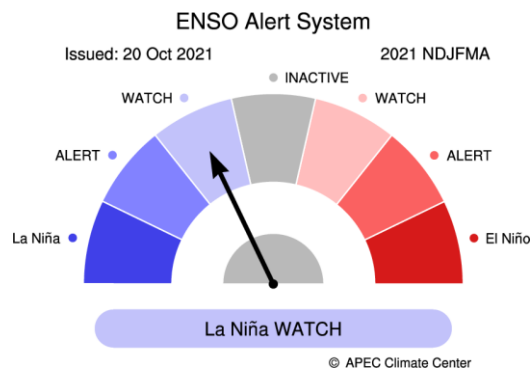 ENSO Alert System
Issued: 20 Oct 2021 2021 NDJFMA
INACTIVE
WATCH WATCH
ALERT ALERT
La Niña El Niño
La Niña WATCH
© APEC Climate Center